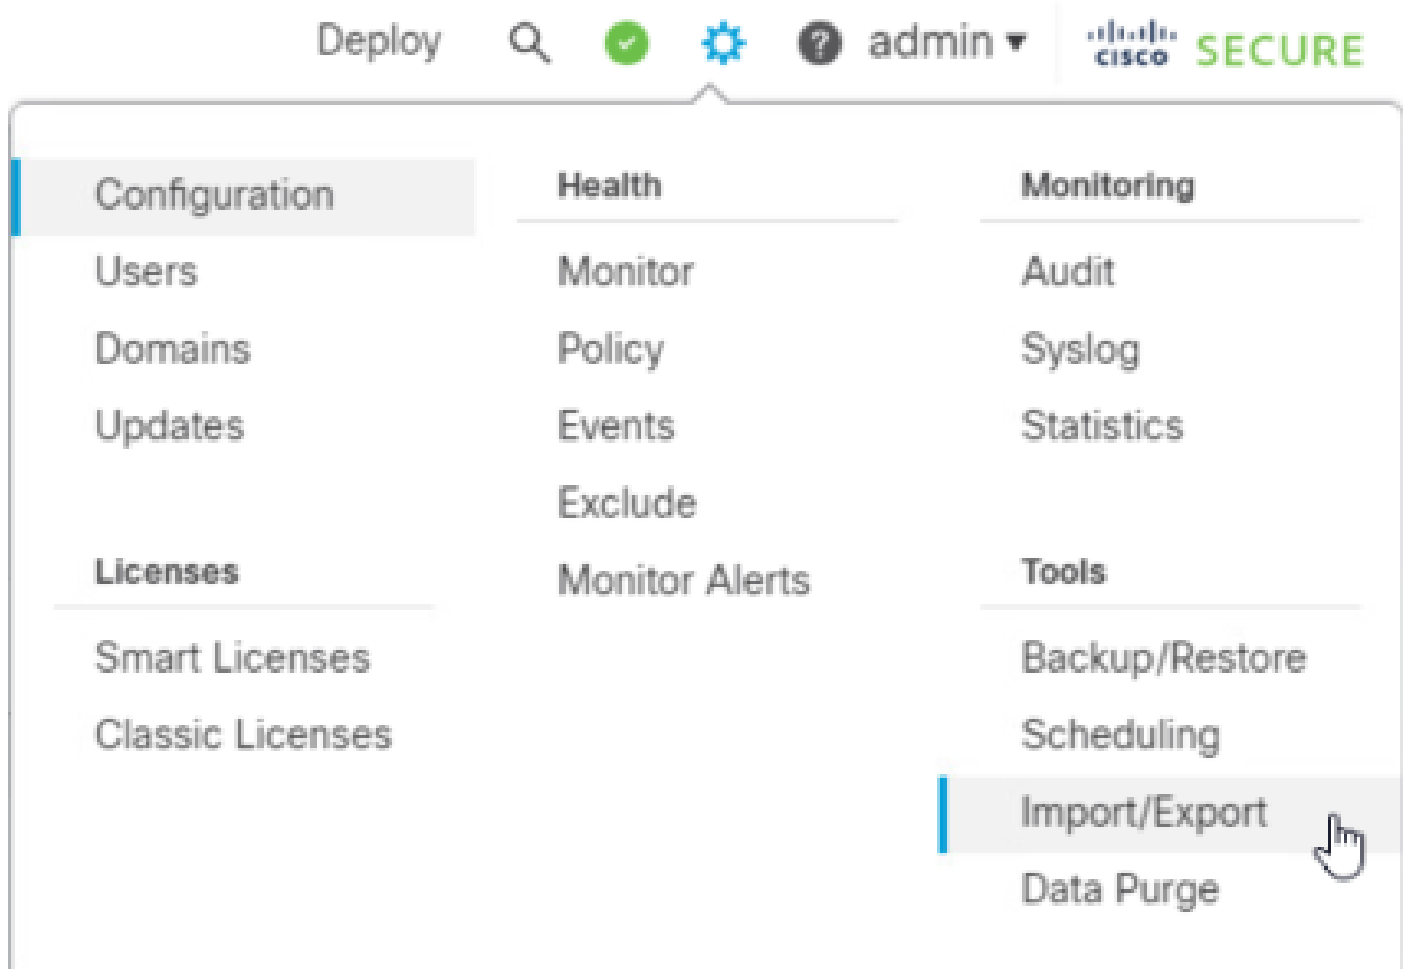 Deploy admin cisco SECURE
Configuration
Users
Domains
Updates
Licenses
Smart Licenses
Classic Licenses
Health
Monitor
Policy
Events
Exclude
Monitor Alerts
Monitoring
Audit
Syslog
Statistics
Tools
Backup/Restore
Scheduling
Import/Export
Data Purge